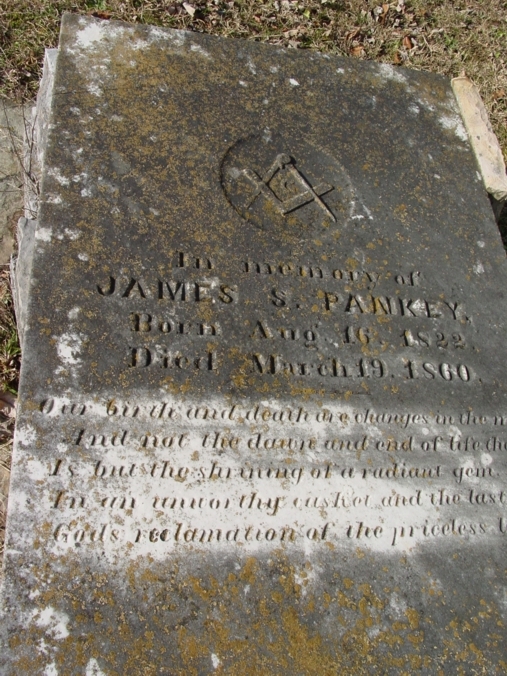 In memory of
JAMES S. PANKEY,
Born Aug. 16. 1822.
Died March 19. 1860.
Our birth and death are changes in the
And not the dawn and end of life the
Is but the shrining of a radiant gem.
In an unworthy casket and the last
Gods reclamation of the priceless